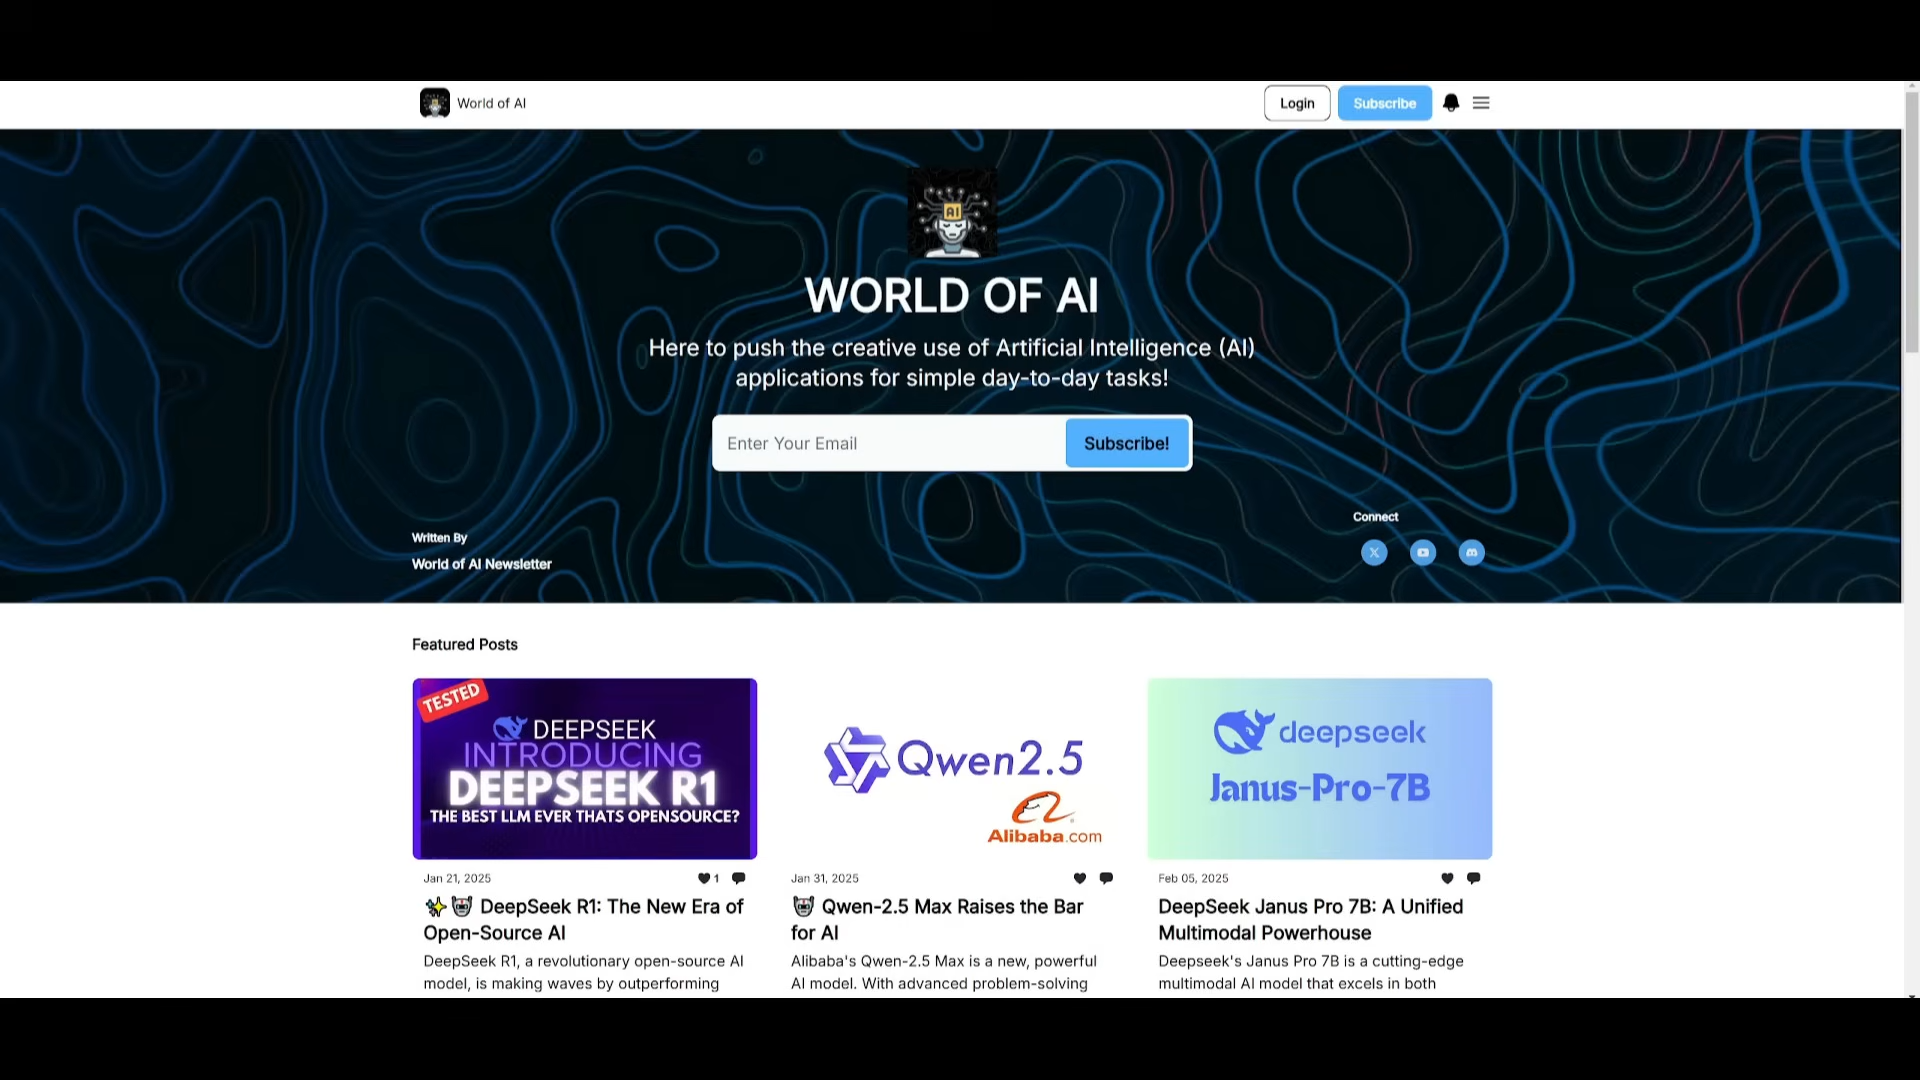 World of AI
Login
Subscribe
AI
WORLD OF AI
Here to push the creative use of Artificial Intelligence (AI)
applications for simple day-to-day tasks!
Enter Your Email
Subscribe!
Connect
Written By
World of AI Newsletter
Featured Posts
TESTED
DEEPSEEK
INTRODUCING
DEEPSEEK R1
THE BEST LLM EVER THATS OPENSOURCE?
Jan 21, 2025
1
DeepSeek R1: The New Era of
Open-Source AI
DeepSeek R1, a revolutionary open-source AI
model, is making waves by outperforming
Qwen2.5
Alibaba.com
Jan 31, 2025
Qwen-2.5 Max Raises the Bar
for AI
Alibaba's Qwen-2.5 Max is a new, powerful
AI model. With advanced problem-solving
deepseek
Janus-Pro-7B
Feb 05, 2025
DeepSeek Janus Pro 7B: A Unified
Multimodal Powerhouse
Deepseek's Janus Pro 7B is a cutting-edge
multimodal AI model that excels in both